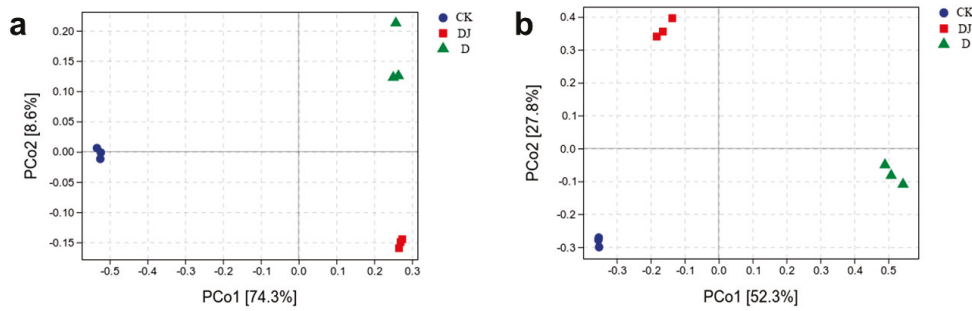 a
CK
DJ
D
0.20
0.15
0.10
0.05
0.00
-0.05
-0.10
-0.15
PCo2 [8.6%]
-0.5 -0.4 -0.3 -0.2 -0.1 0.0 0.1 0.2 0.3
PCo1 [74.3%]
b
CK
DJ
D
0.4
0.3
0.2
0.1
0.0
-0.1
-0.2
-0.3
PCo2 [27.8%]
-0.3 -0.2 -0.1 0.0 0.1 0.2 0.3 0.4 0.5
PCo1 [52.3%]